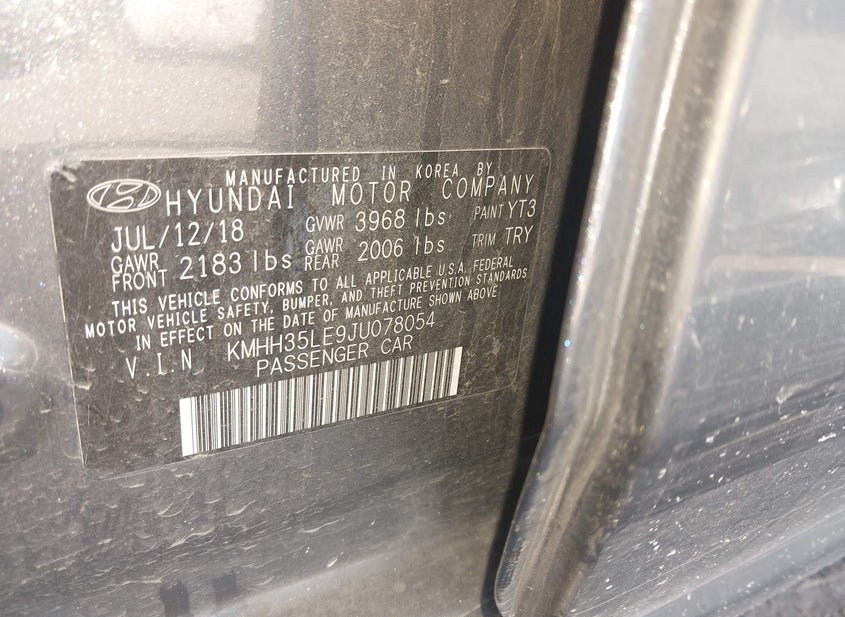 MANUFACTURED IN KOREA BY
HYUNDAI MOTOR COMPANY
JUL/12/18 GVWR 3968 lbs PAINT YT3
GAWR FRONT 2183 lbs GAWR REAR 2006 lbs TRIM TRY
THIS VEHICLE CONFORMS TO ALL APPLICABLE U.S.A. FEDERAL
MOTOR VEHICLE SAFETY, BUMPER, AND THEFT PREVENTION STANDARDS
IN EFFECT ON THE DATE OF MANUFACTURE SHOWN ABOVE
V.I.N KMHH35LE9JU078054
PASSENGER CAR